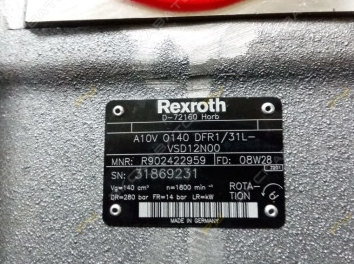 Rexroth
D-72160 Horb
A10V O140 DFR1/31L-
VSD12N00
MNR: R902422959 FD: 08W28
7201
SN: 31869231
Vg=140 cm³ n=1800 min⁻¹ ROTA-
DR=280 bar FR=14 bar LR=kW TION
MADE IN GERMANY